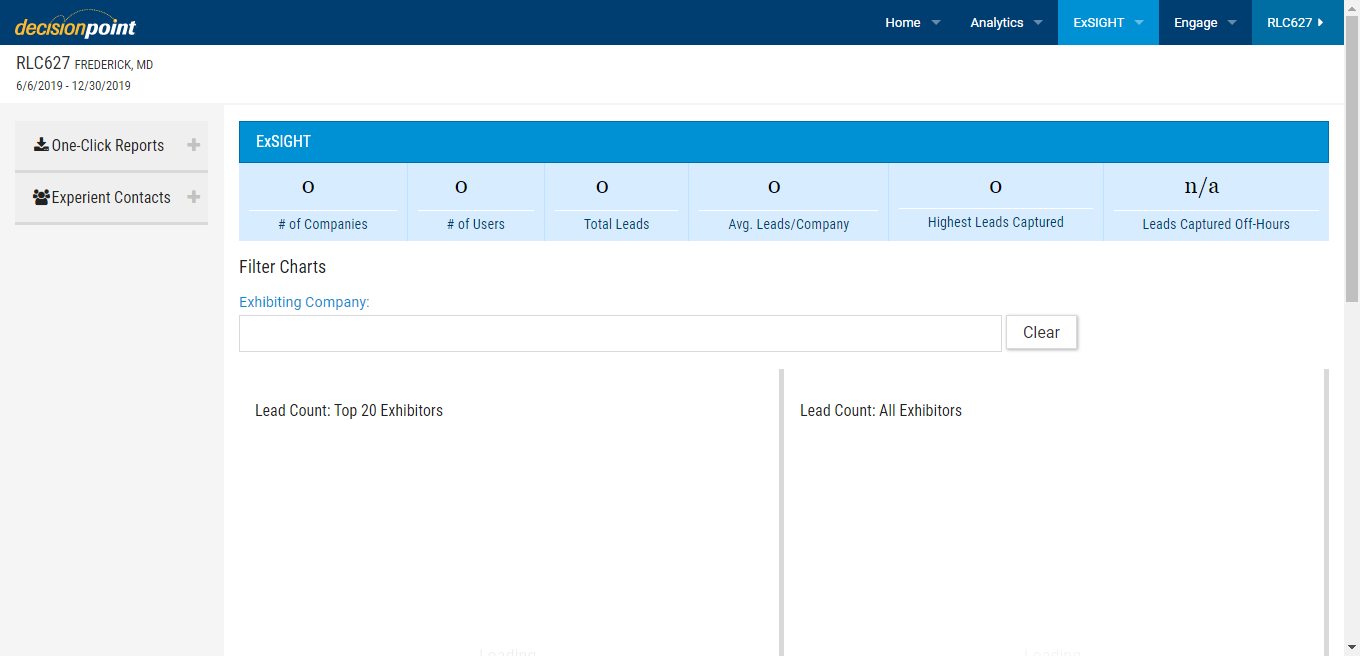 decisionpoint
Home
Analytics
ExSIGHT
Engage
RLC627
RLC627 FREDERICK, MD
6/6/2019 - 12/30/2019
One-Click Reports
Experient Contacts
ExSIGHT
0
# of Companies
0
# of Users
0
Total Leads
0
Avg. Leads/Company
0
Highest Leads Captured
n/a
Leads Captured Off-Hours
Filter Charts
Exhibiting Company:
Clear
Lead Count: Top 20 Exhibitors
Lead Count: All Exhibitors
Loading
Loading